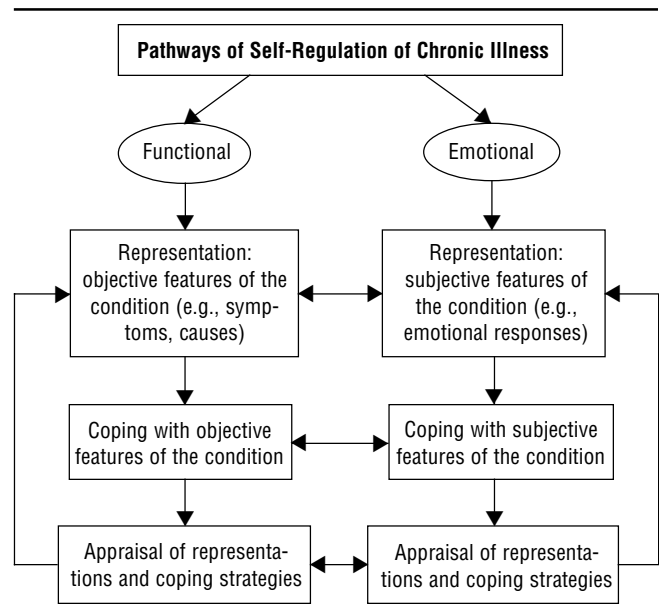 Pathways of Self-Regulation of Chronic Illness
Functional
Emotional
Representation:
objective features of the
condition (e.g., symp-
toms, causes)
Representation:
subjective features of
the condition (e.g.,
emotional responses)
Coping with objective
features of the condition
Coping with subjective
features of the condition
Appraisal of representa-
tions and coping strategies
Appraisal of representa-
tions and coping strategies